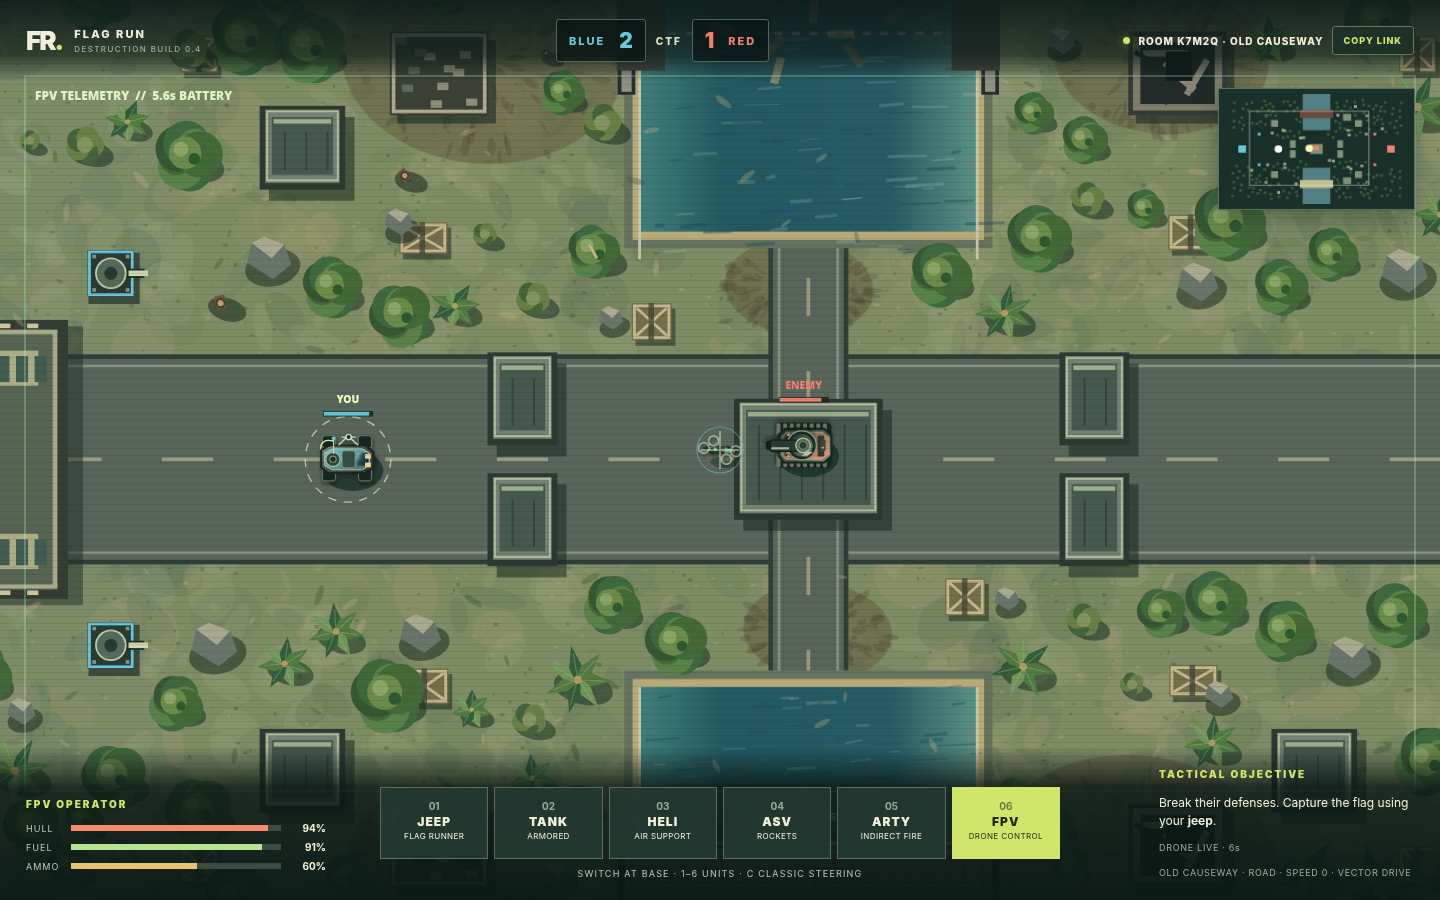 FR.
FLAG RUN
DESTRUCTION BUILD 0.4
BLUE 2 CTF 1 RED
ROOM K7M2Q · OLD CAUSEWAY
COPY LINK
FPV TELEMETRY // 5.6s BATTERY
ENEMY
YOU
FPV OPERATOR
HULL 94%
FUEL 91%
AMMO 60%
01
JEEP
FLAG RUNNER
02
TANK
ARMORED
03
HELI
AIR SUPPORT
04
ASV
ROCKETS
05
ARTY
INDIRECT FIRE
06
FPV
DRONE CONTROL
SWITCH AT BASE · 1–6 UNITS · C CLASSIC STEERING
TACTICAL OBJECTIVE
Break their defenses. Capture the flag using
your jeep.
DRONE LIVE · 6s
OLD CAUSEWAY · ROAD · SPEED 0 · VECTOR DRIVE